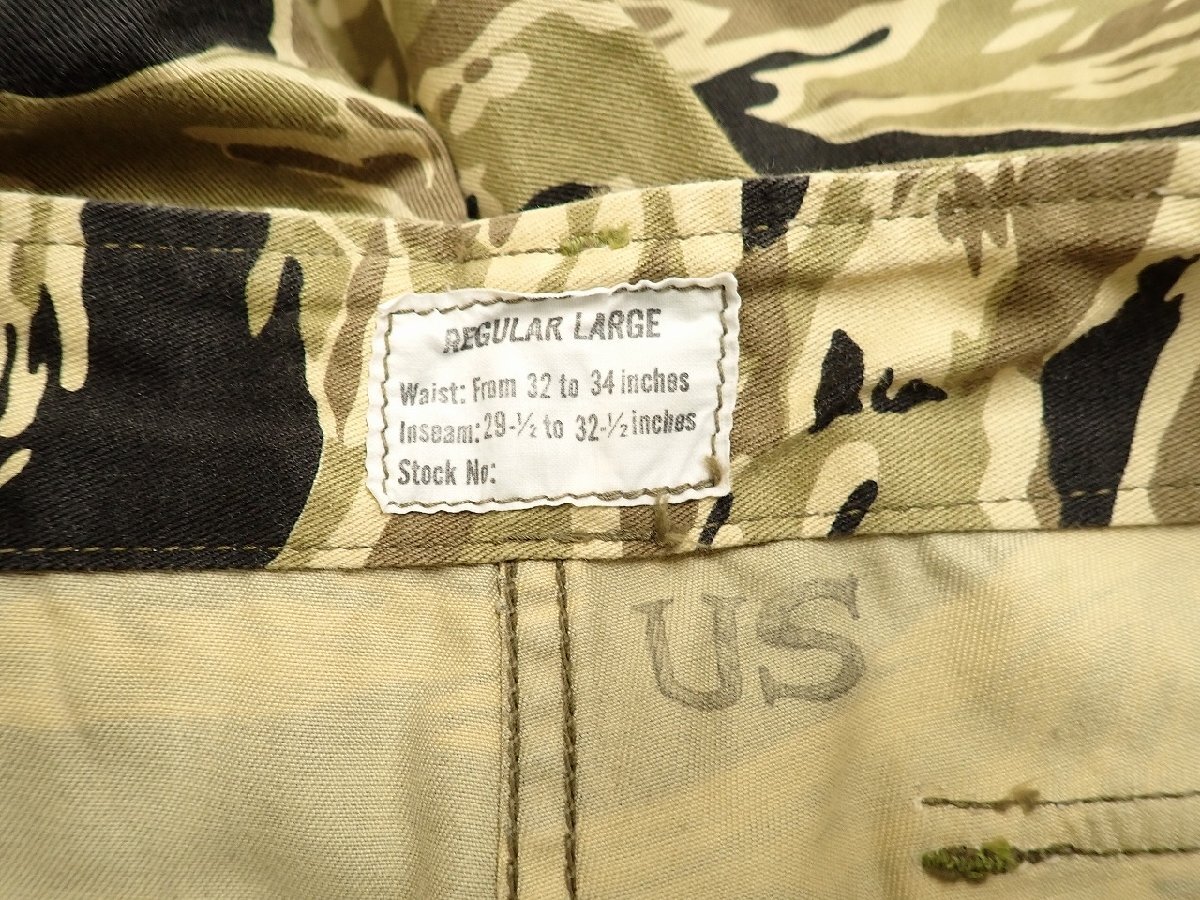 REGULAR LARGE
Waist: From 32 to 34 inches
Inseam: 29-½ to 32-½ inches
Stock No:
US